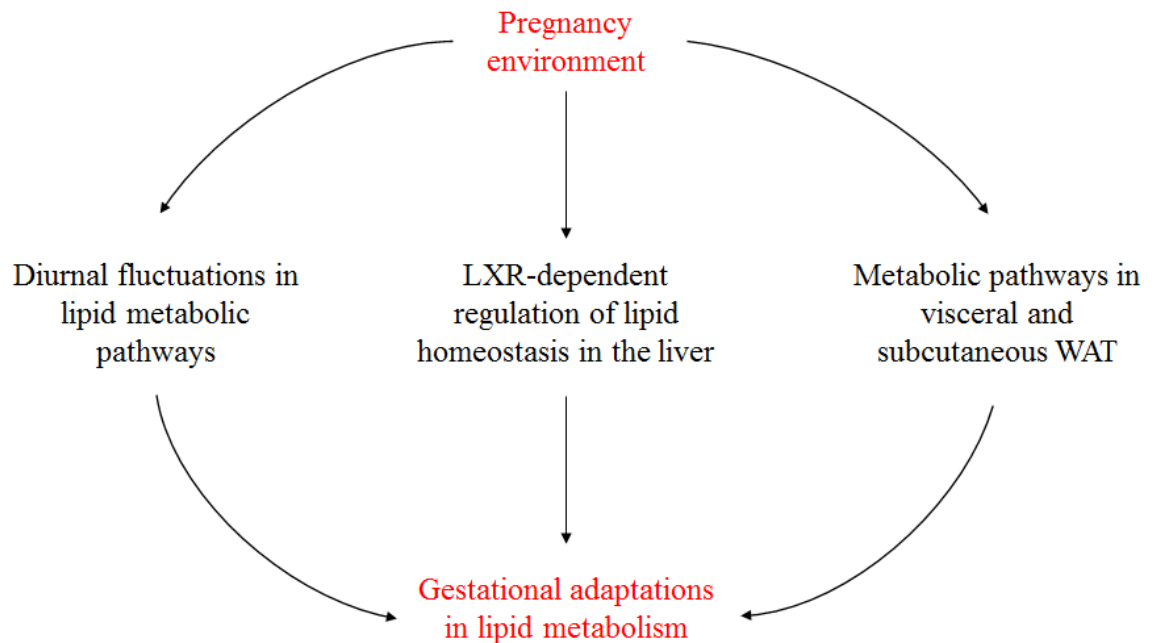 Pregnancy
environment
Diurnal fluctuations in
lipid metabolic
pathways
LXR-dependent
regulation of lipid
homeostasis in the liver
Metabolic pathways in
visceral and
subcutaneous WAT
Gestational adaptations
in lipid metabolism